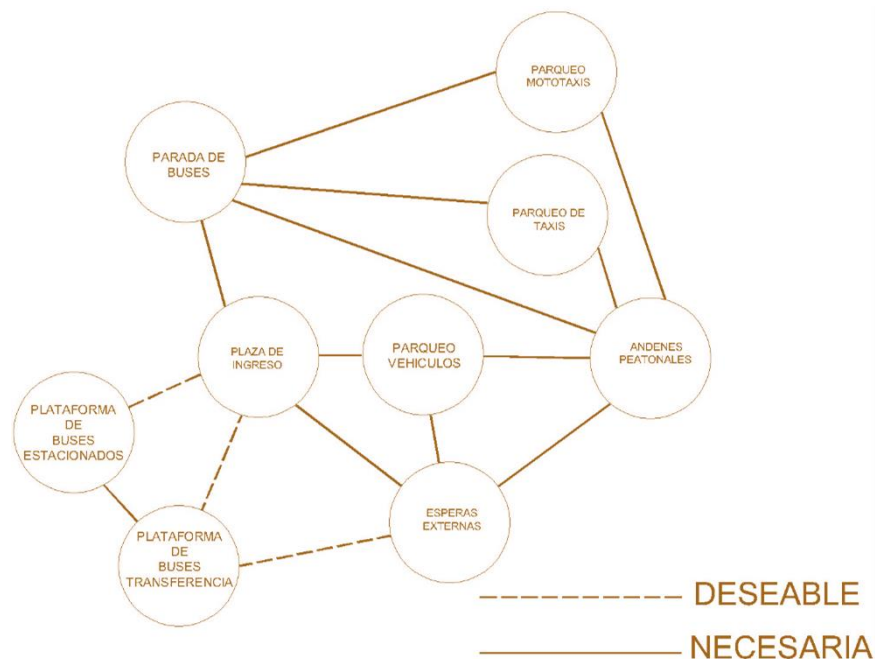 PARQUEO
MOTOTAXIS
PARADA DE
BUSES
PARQUEO DE
TAXIS
PLAZA DE
INGRESO
PARQUEO
VEHICULOS
ANDENES
PEATONALES
PLATAFORMA
DE
BUSES
ESTACIONADOS
ESPERAS
EXTERNAS
PLATAFORMA
DE
BUSES
TRANSFERENCIA
DESEABLE
NECESARIA